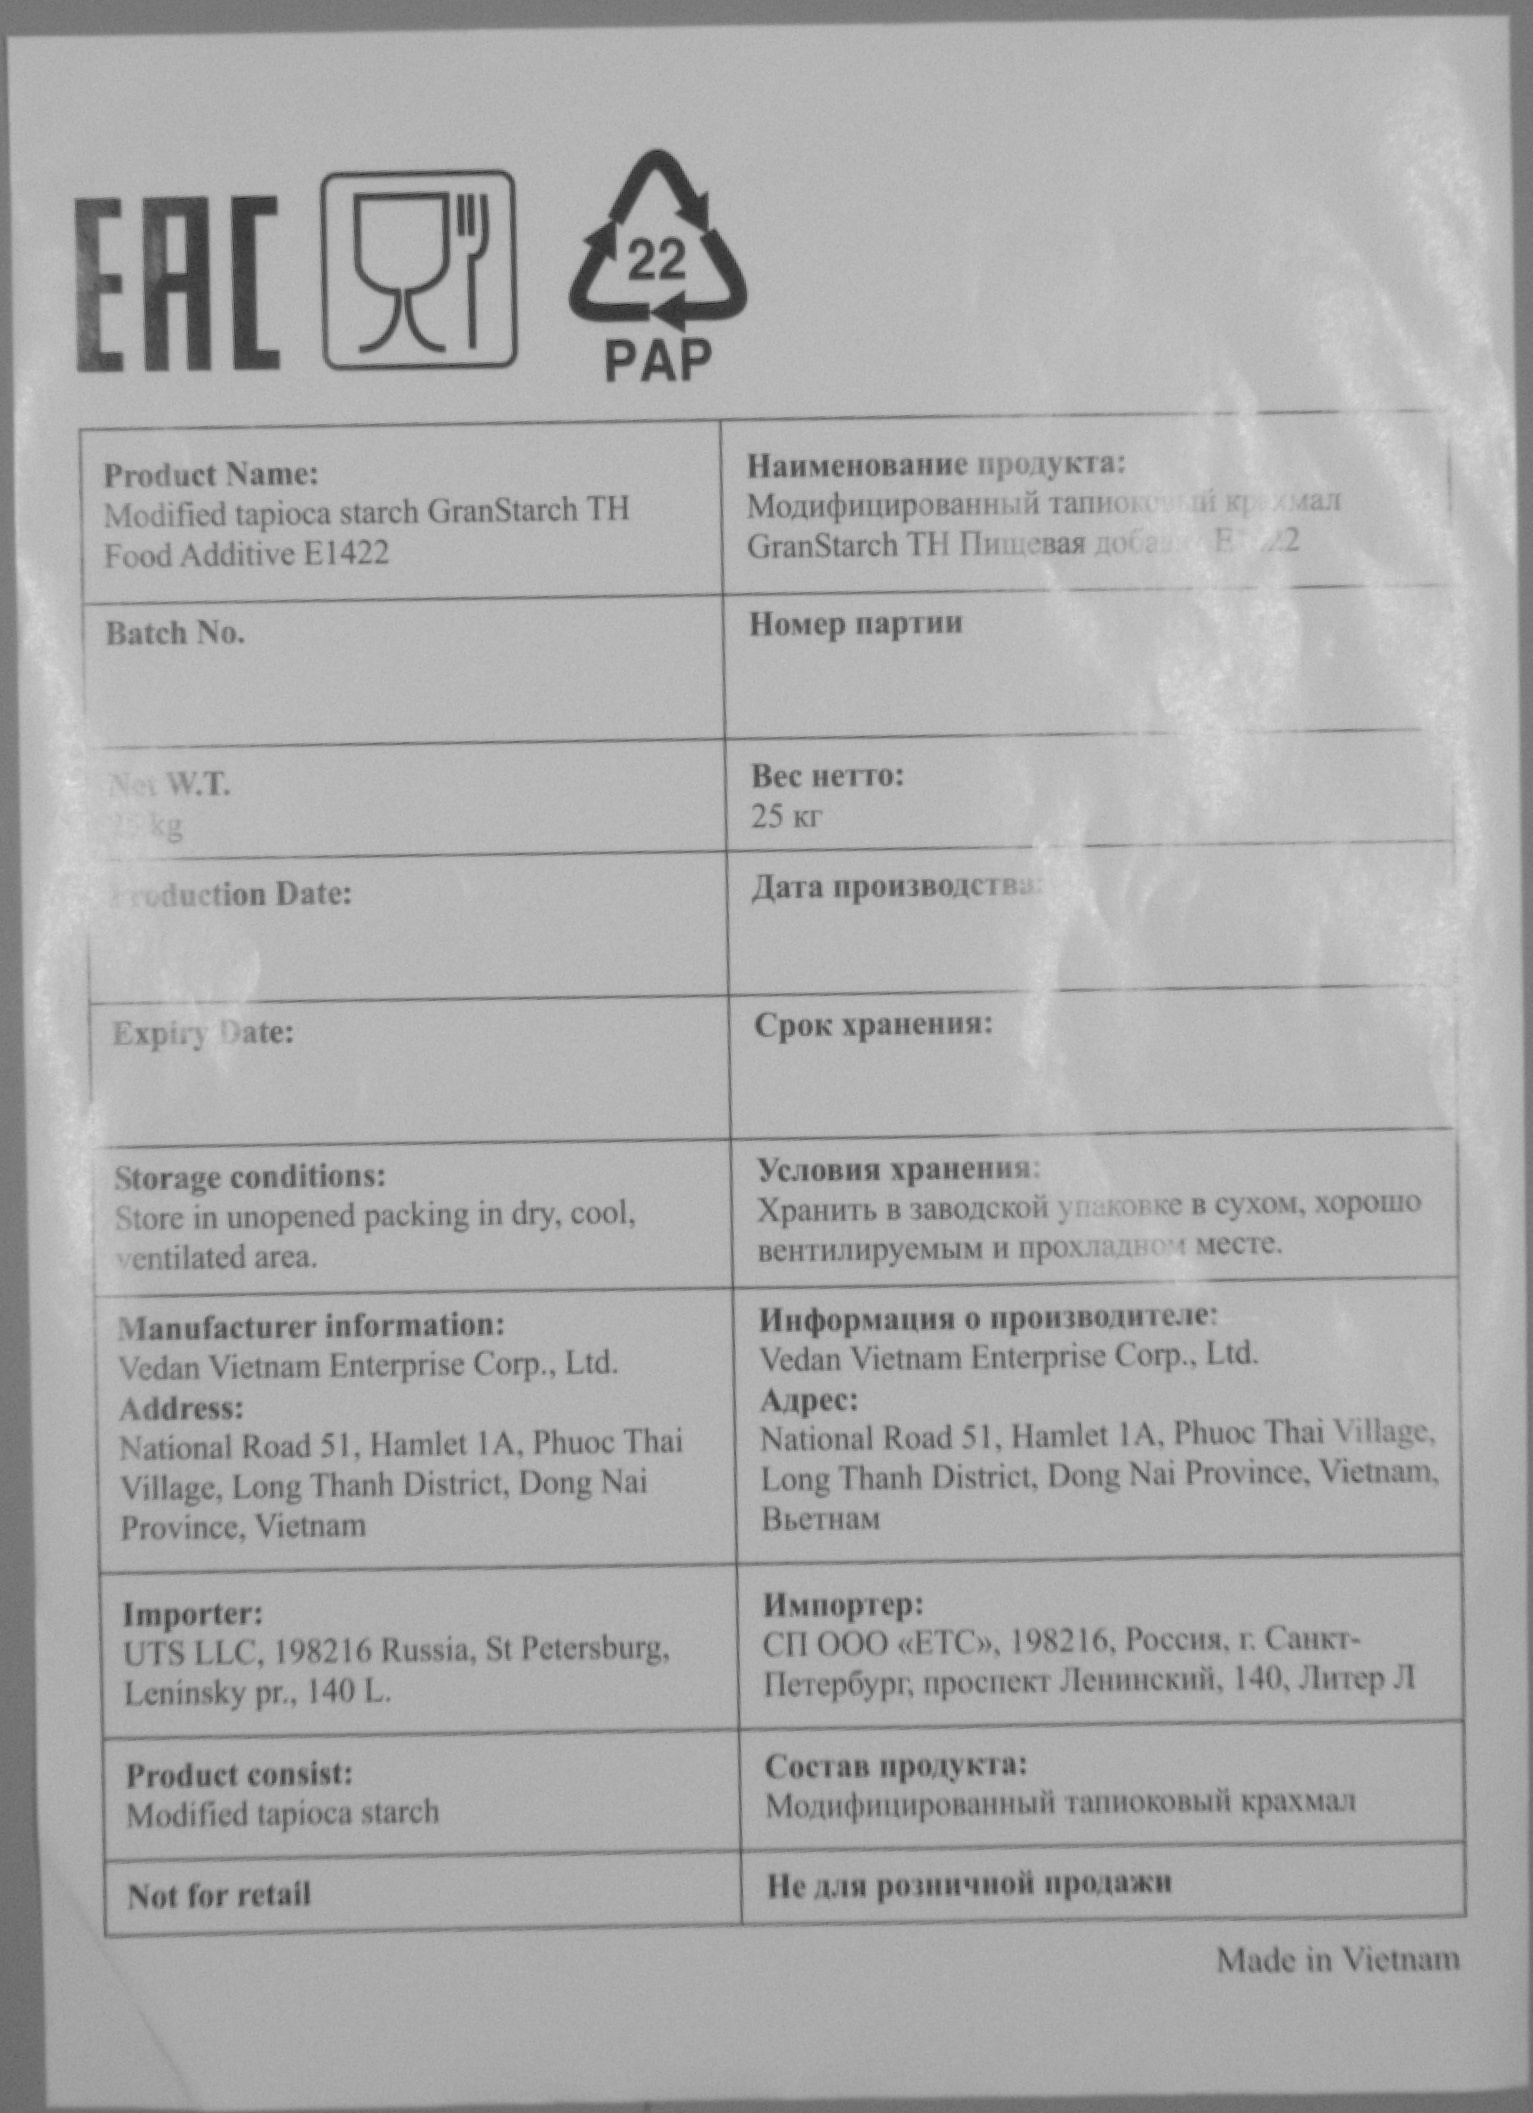 EAC
22
PAP
Product Name:
Modified tapioca starch GranStarch TH
Food Additive E1422
Наименование продукта:
Модифицированный тапиоковый крахмал
GranStarch TH Пищевая добавка E1422
Batch No.
Номер партии
Net W.T.
25 kg
Вес нетто:
25 кг
Production Date:
Дата производства:
Expiry Date:
Срок хранения:
Storage conditions:
Store in unopened packing in dry, cool,
ventilated area.
Условия хранения:
Хранить в заводской упаковке в сухом, хорошо
вентилируемым и прохладном месте.
Manufacturer information:
Vedan Vietnam Enterprise Corp., Ltd.
Address:
National Road 51, Hamlet 1A, Phuoc Thai
Village, Long Thanh District, Dong Nai
Province, Vietnam
Информация о производителе:
Vedan Vietnam Enterprise Corp., Ltd.
Адрес:
National Road 51, Hamlet 1A, Phuoc Thai Village,
Long Thanh District, Dong Nai Province, Vietnam,
Вьетнам
Importer:
UTS LLC, 198216 Russia, St Petersburg,
Leninsky pr., 140 L.
Импортер:
СП ООО «ЕТС», 198216, Россия, г. Санкт-
Петербург, проспект Ленинский, 140, Литер Л
Product consist:
Modified tapioca starch
Состав продукта:
Модифицированный тапиоковый крахмал
Not for retail
Не для розничной продажи
Made in Vietnam